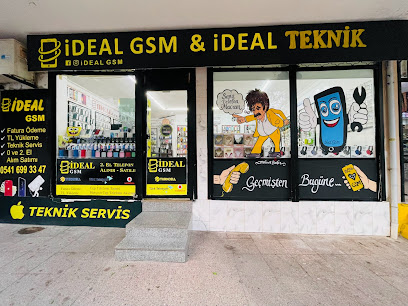 iDEAL GSM & iDEAL TEKNİK
iDEAL GSM
iDEAL
GSM
✓ Fatura Ödeme
✓ TL Yükleme
✓ Teknik Servis
✓ 0 ve 2. El
Alım Satımı
0541 699 33 47
TEKNİK SERVİS
2. EL TELEFON
ALINIR - SATILIR
iDEAL
GSM
iDEAL
GSM
Geçmişten
Bugüne...